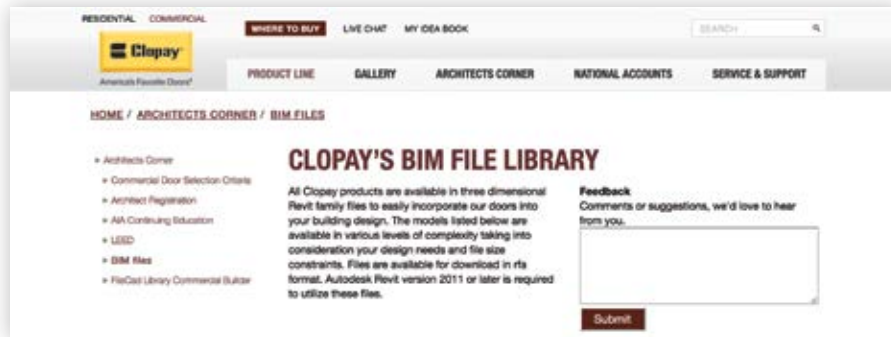 RESIDENTIAL COMMERCIAL
WHERE TO BUY LIVE CHAT MY IDEA BOOK SEARCH
Clopay
America's Favorite Doors®
PRODUCT LINE GALLERY ARCHITECTS CORNER NATIONAL ACCOUNTS SERVICE & SUPPORT
HOME / ARCHITECTS CORNER / BIM FILES
» Architects Corner
» Commercial Door Selection Criteria
» Architect Registration
» AIA Continuing Education
» LEED
» BIM files
» FileCad Library Commercial Builder
CLOPAY'S BIM FILE LIBRARY
All Clopay products are available in three dimensional
Revit family files to easily incorporate our doors into
your building design. The models listed below are
available in various levels of complexity taking into
consideration your design needs and file size
constraints. Files are available for download in rfa
format. Autodesk Revit version 2011 or later is required
to utilize these files.
Feedback
Comments or suggestions, we'd love to hear
from you.
Submit